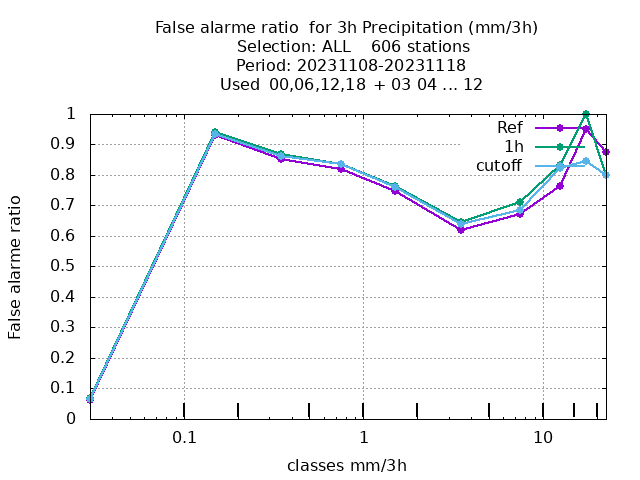 False alarme ratio  for 3h Precipitation (mm/3h)
Selection: ALL    606 stations
Period: 20231108-20231118
Used  00,06,12,18  + 03 04 ... 12
Ref
1h
cutoff
1
0.9
0.8
0.7
0.6
0.5
0.4
0.3
0.2
0.1
0
False alarme ratio
0.1 1 10
classes mm/3h